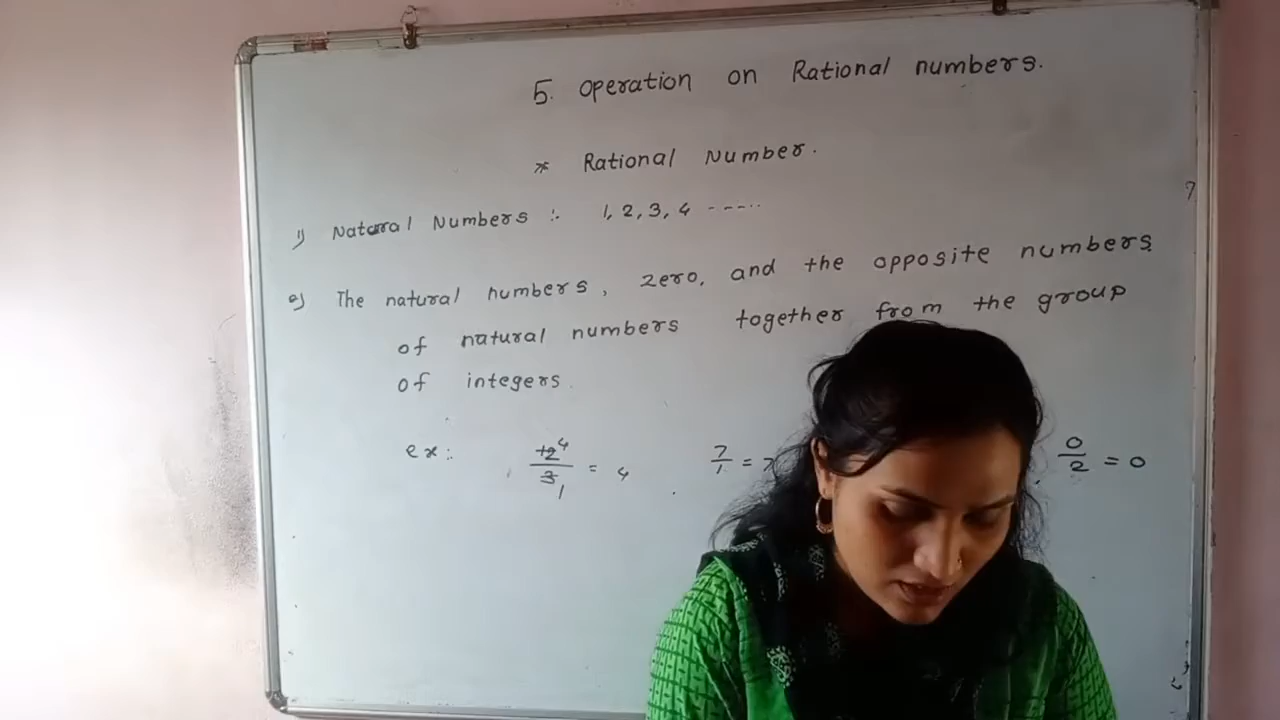 5. Operation on Rational numbers.
* Rational Number.
1) Natural Numbers :- 1, 2, 3, 4 -----
2) The natural numbers, zero, and the opposite numbers
of natural numbers together from the group
of integers.
ex:- 12/3 = 4 7/1 = 7 0/2 = 0